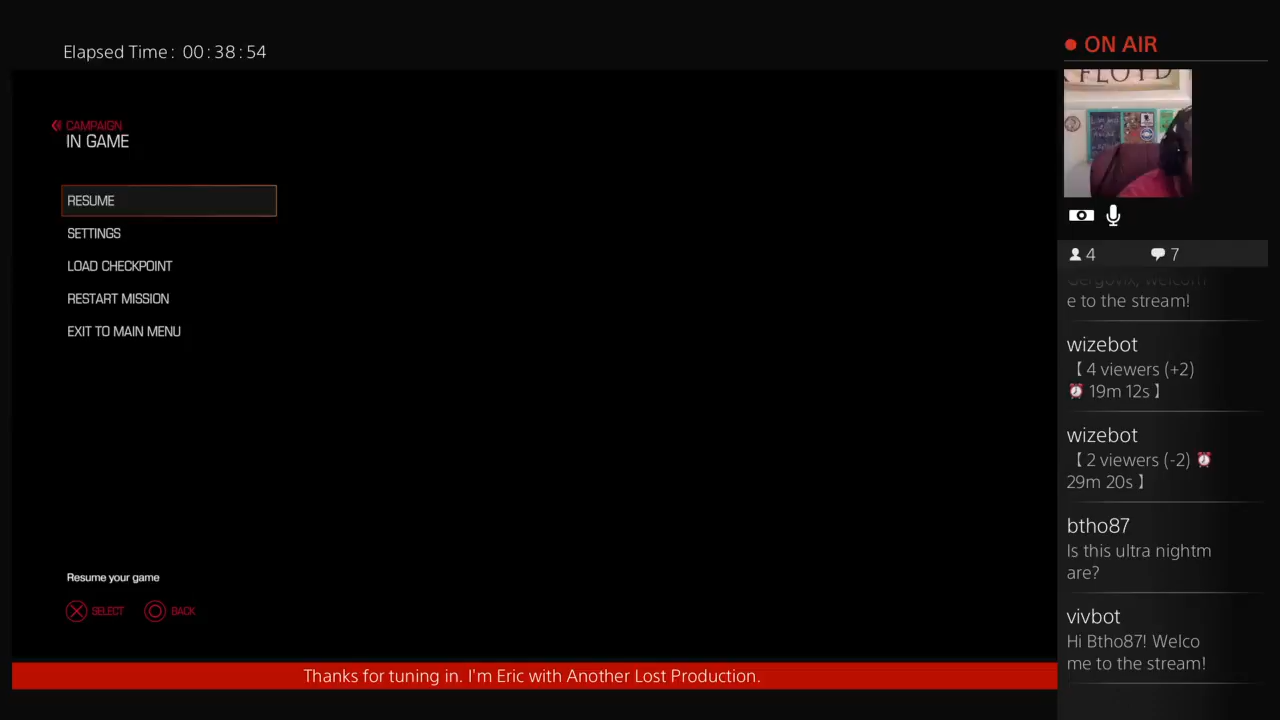 Elapsed Time: 00:38:54
ON AIR
FLOYD
CAMPAIGN
IN GAME
RESUME
SETTINGS
LOAD CHECKPOINT
RESTART MISSION
EXIT TO MAIN MENU
Resume your game
SELECT
BACK
Thanks for tuning in. I'm Eric with Another Lost Production.
4
7
Gergovix, welcom
e to the stream!
wizebot
【4 viewers (+2)
⏰ 19m 12s】
wizebot
【2 viewers (-2) ⏰
29m 20s】
btho87
Is this ultra nightm
are?
vivbot
Hi Btho87! Welco
me to the stream!